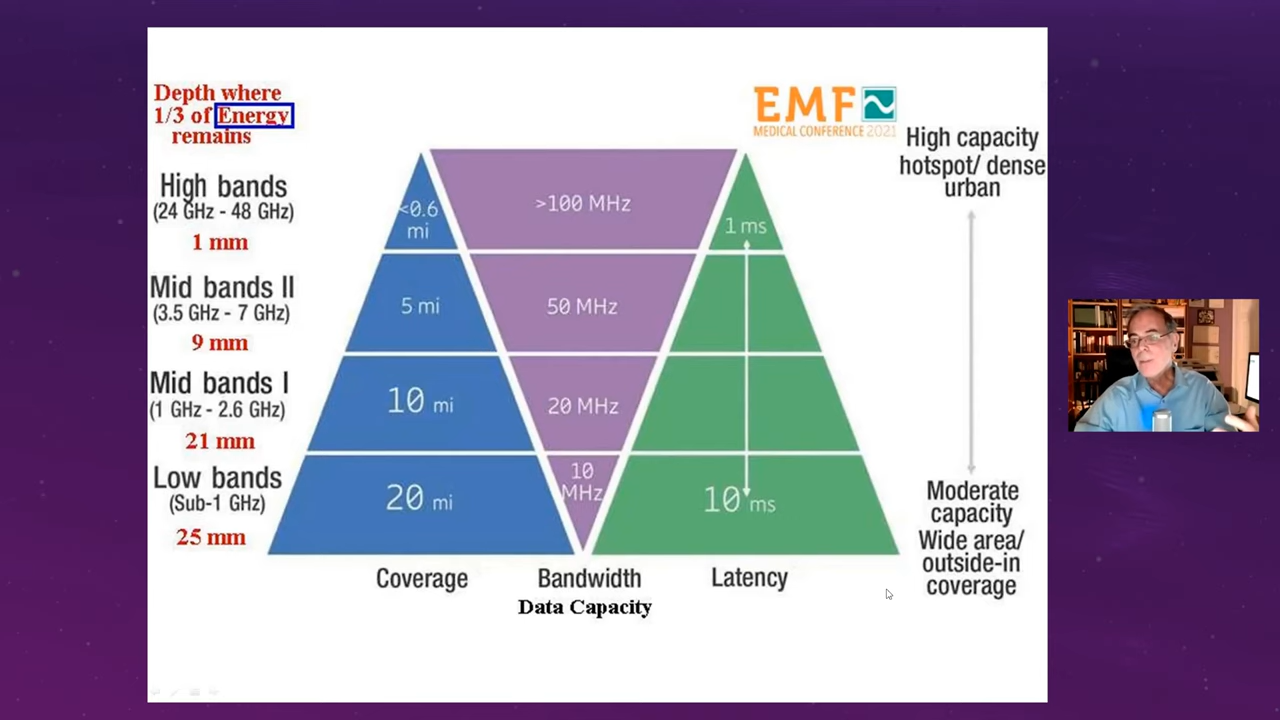 Depth where
1/3 of Energy
remains
EMF
MEDICAL CONFERENCE 2021
High capacity
hotspot/ dense
urban
High bands
(24 GHz - 48 GHz)
1 mm
<0.6
mi
>100 MHz
1 ms
Mid bands II
(3.5 GHz - 7 GHz)
9 mm
5 mi
50 MHz
Mid bands I
(1 GHz - 2.6 GHz)
21 mm
10 mi
20 MHz
Low bands
(Sub-1 GHz)
25 mm
20 mi
10
MHz
10 ms
Moderate
capacity
Wide area/
outside-in
coverage
Coverage
Bandwidth
Latency
Data Capacity